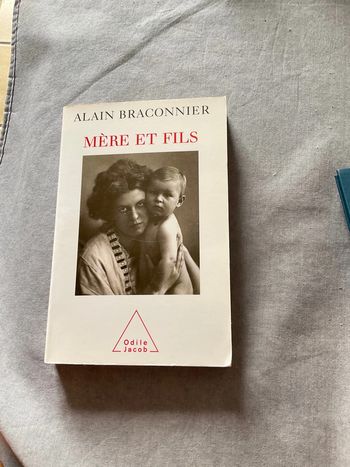 ALAIN BRACONNIER
MÈRE ET FILS
Odile
Jacob